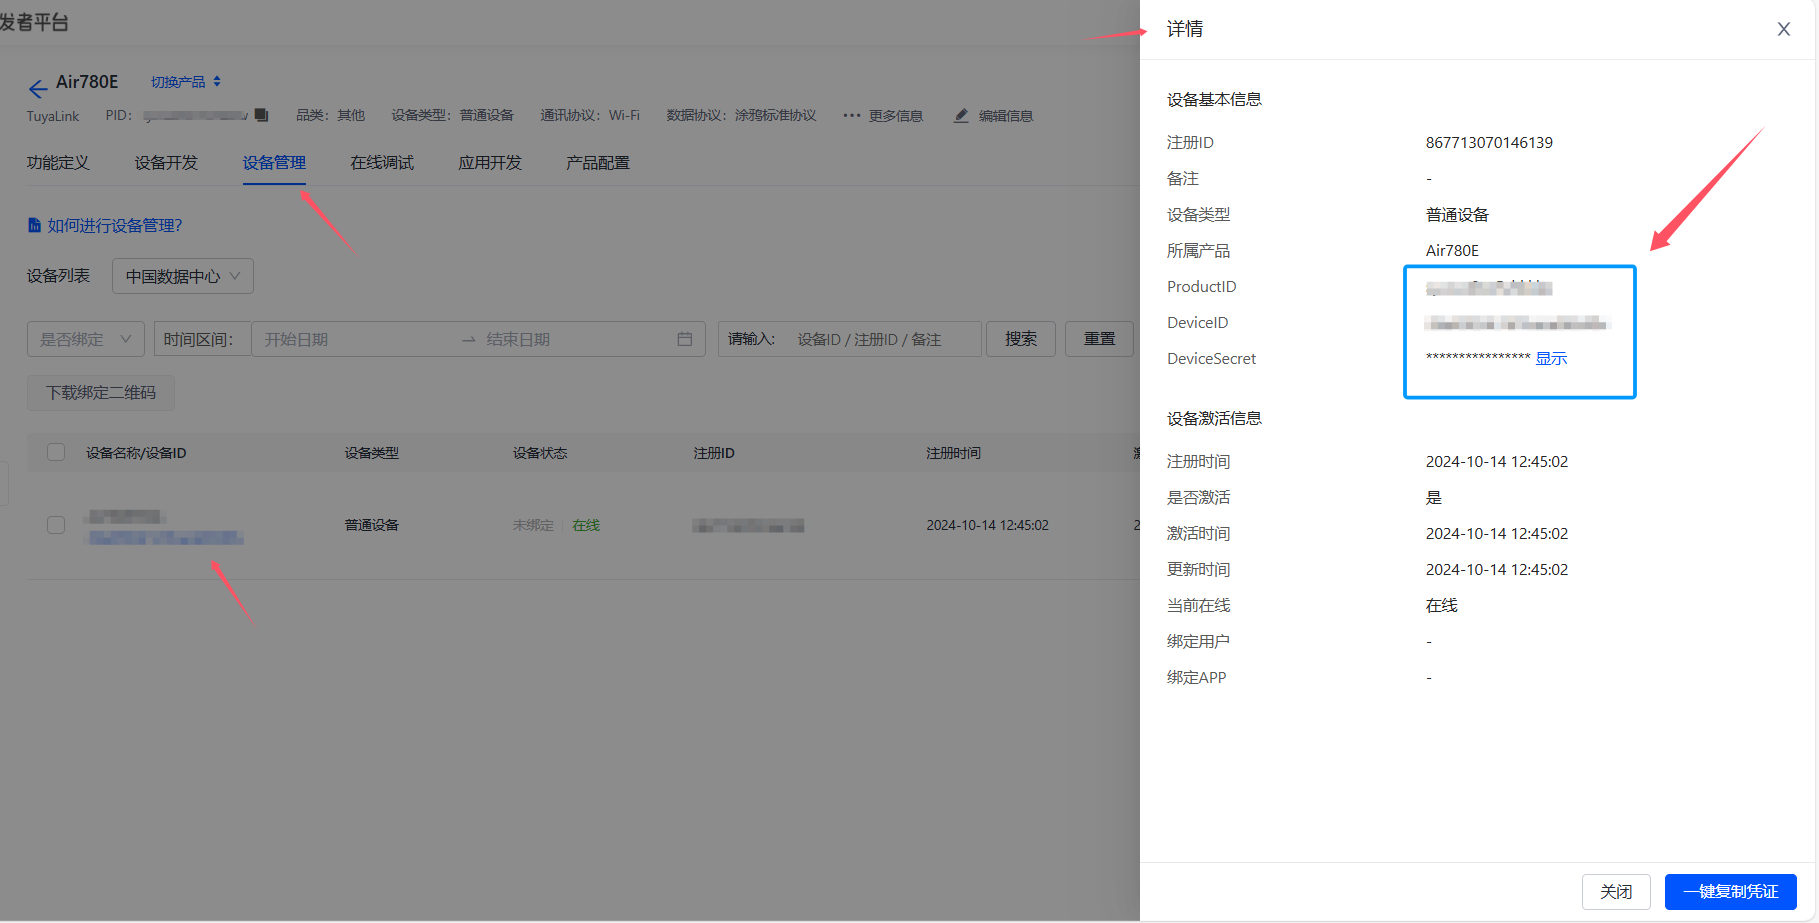 发者平台
Air780E 切换产品
TuyaLink PID: 品类：其他 设备类型：普通设备 通讯协议：Wi-Fi 数据协议：涂鸦标准协议 ••• 更多信息 编辑信息
功能定义 设备开发 设备管理 在线调试 应用开发 产品配置
如何进行设备管理?
设备列表 中国数据中心
是否绑定 时间区间： 开始日期 → 结束日期 请输入: 设备ID / 注册ID / 备注 搜索 重置
下载绑定二维码
设备名称/设备ID 设备类型 设备状态 注册ID 注册时间
普通设备 未绑定 在线 2024-10-14 12:45:02 2
详情
设备基本信息
注册ID 867713070146139
备注 -
设备类型 普通设备
所属产品 Air780E
ProductID
DeviceID
DeviceSecret **************** 显示
设备激活信息
注册时间 2024-10-14 12:45:02
是否激活 是
激活时间 2024-10-14 12:45:02
更新时间 2024-10-14 12:45:02
当前在线 在线
绑定用户 -
绑定APP -
关闭 一键复制凭证